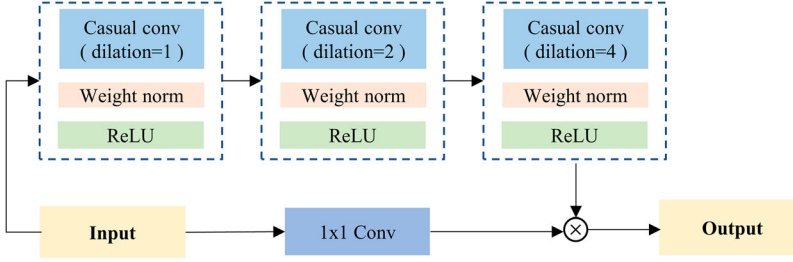 Casual conv
( dilation=1 )
Weight norm
ReLU
Casual conv
( dilation=2 )
Weight norm
ReLU
Casual conv
( dilation=4 )
Weight norm
ReLU
Input
1x1 Conv
Output